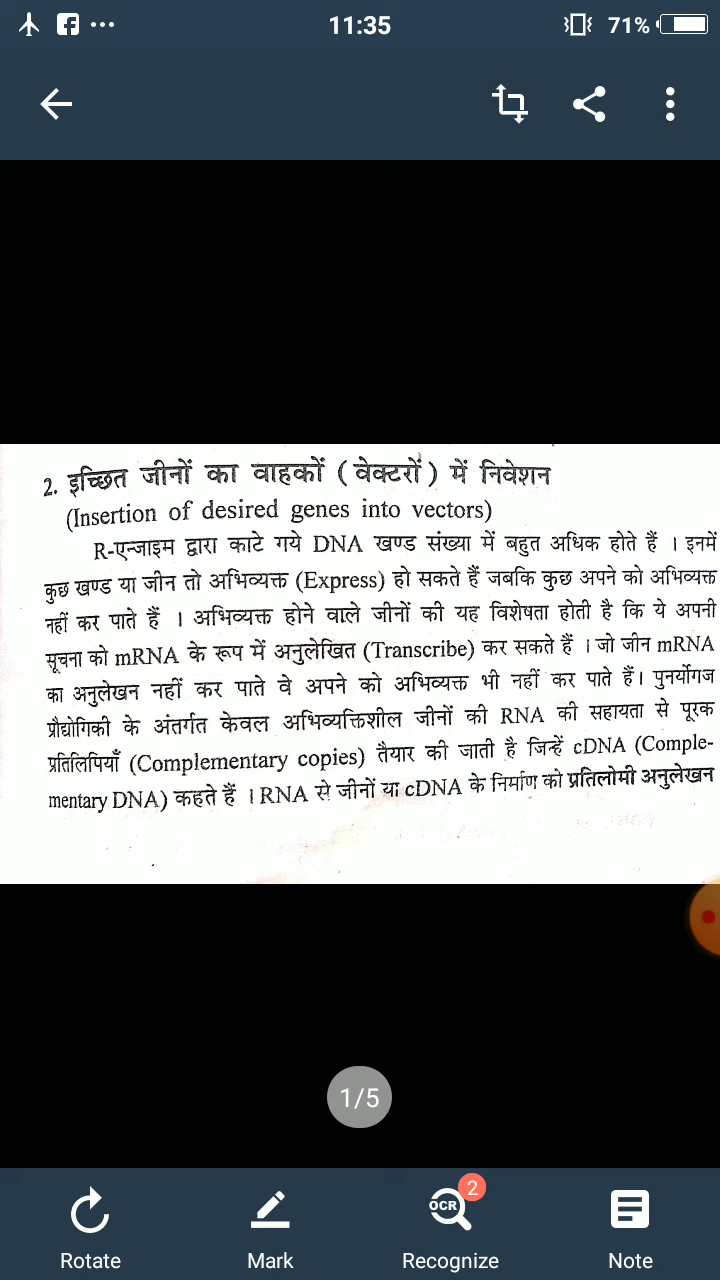 11:35
71%
2. इच्छित जीनों का वाहकों (वेक्टरों) में निवेशन
(Insertion of desired genes into vectors)
R-एन्जाइम द्वारा काटे गये DNA खण्ड संख्या में बहुत अधिक होते हैं । इनमें
कुछ खण्ड या जीन तो अभिव्यक्त (Express) हो सकते हैं जबकि कुछ अपने को अभिव्यक्त
नहीं कर पाते हैं । अभिव्यक्त होने वाले जीनों की यह विशेषता होती है कि ये अपनी
सूचना को mRNA के रूप में अनुलेखित (Transcribe) कर सकते हैं । जो जीन mRNA
का अनुलेखन नहीं कर पाते वे अपने को अभिव्यक्त भी नहीं कर पाते हैं। पुनर्योगज
प्रौद्योगिकी के अंतर्गत केवल अभिव्यक्तिशील जीनों की RNA की सहायता से पूरक
प्रतिलिपियाँ (Complementary copies) तैयार की जाती है जिन्हें cDNA (Comple-
mentary DNA) कहते हैं । RNA से जीनों या cDNA के निर्माण को प्रतिलोमी अनुलेखन
1/5
2
OCR
Rotate Mark Recognize Note